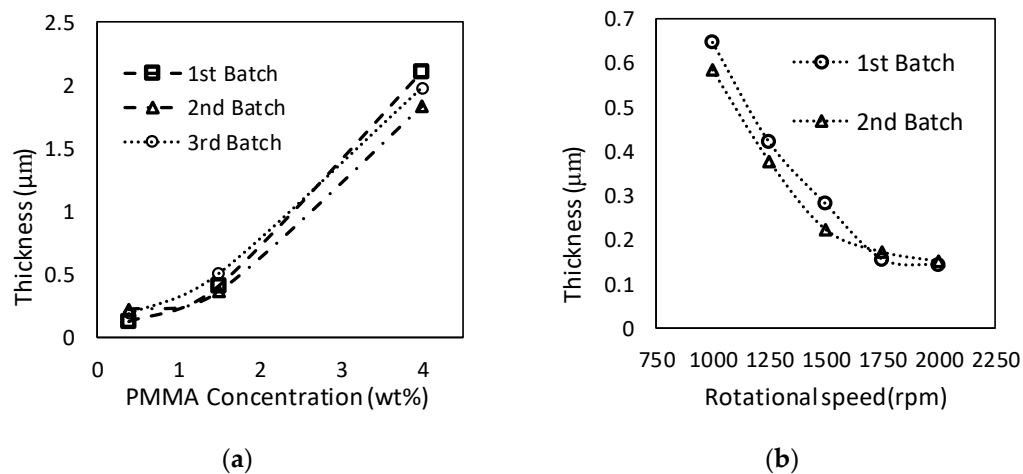 2.5
2
1.5
1
0.5
0
0 1 2 3 4
Thickness (μm)
PMMA Concentration (wt%)
1st Batch
2nd Batch
3rd Batch
(a)
0.7
0.6
0.5
0.4
0.3
0.2
0.1
0
750 1000 1250 1500 1750 2000 2250
Thickness (μm)
Rotational speed (rpm)
1st Batch
2nd Batch
(b)